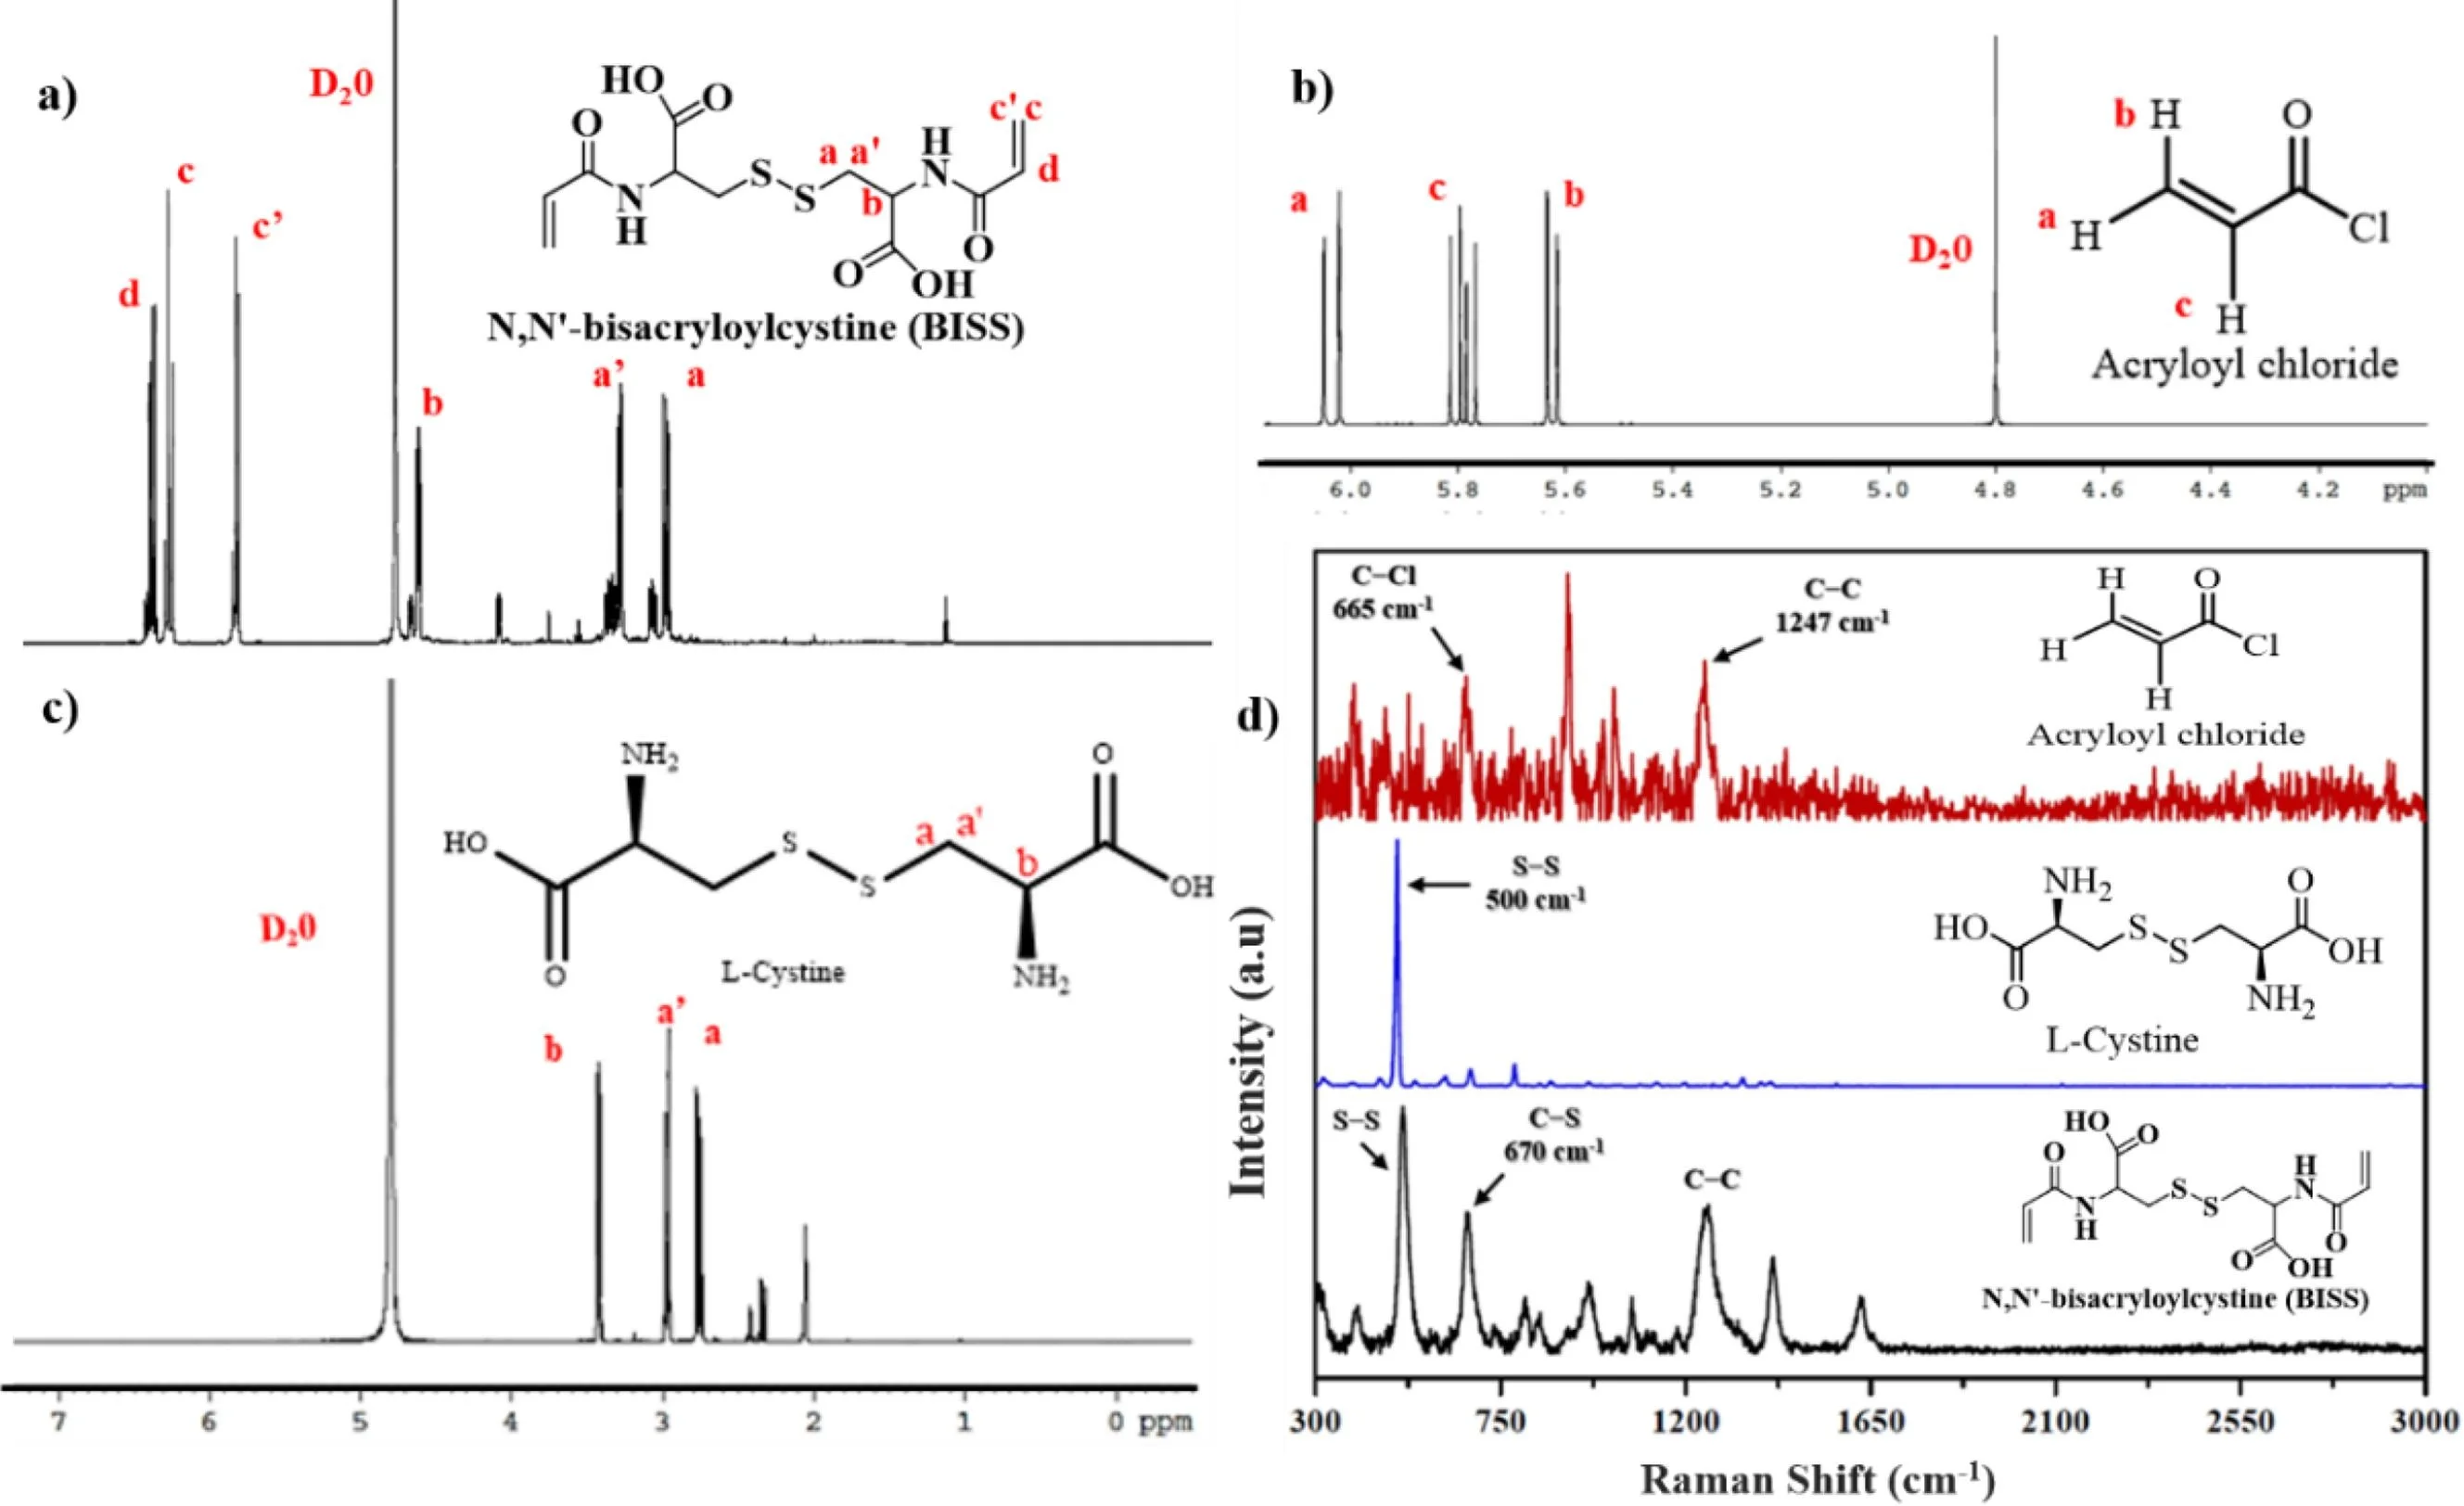 a)
D₂0
c
c’
d
b
a’
a
HO
O
O
N
H
S
S
a a'
b
H
N
c' c
d
O
O
OH
N,N'-bisacryloylcystine (BISS)
b)
a
c
b
D₂0
b H
O
a H
Cl
c H
Acryloyl chloride
6.0 5.8 5.6 5.4 5.2 5.0 4.8 4.6 4.4 4.2 ppm
c)
D₂0
NH₂
HO
O
S
S
a a'
b
O
OH
NH₂
L-Cystine
b
a’
a
7 6 5 4 3 2 1 0 ppm
d)
C–Cl
665 cm⁻¹
C–C
1247 cm⁻¹
H
O
H
Cl
H
Acryloyl chloride
S–S
500 cm⁻¹
NH₂
O
HO
S
S
OH
O
NH₂
L-Cystine
S–S
C–S
670 cm⁻¹
C–C
HO
O
O
N
H
S
S
H
N
O
O
OH
N,N'-bisacryloylcystine (BISS)
Intensity (a.u)
300 750 1200 1650 2100 2550 3000
Raman Shift (cm⁻¹)